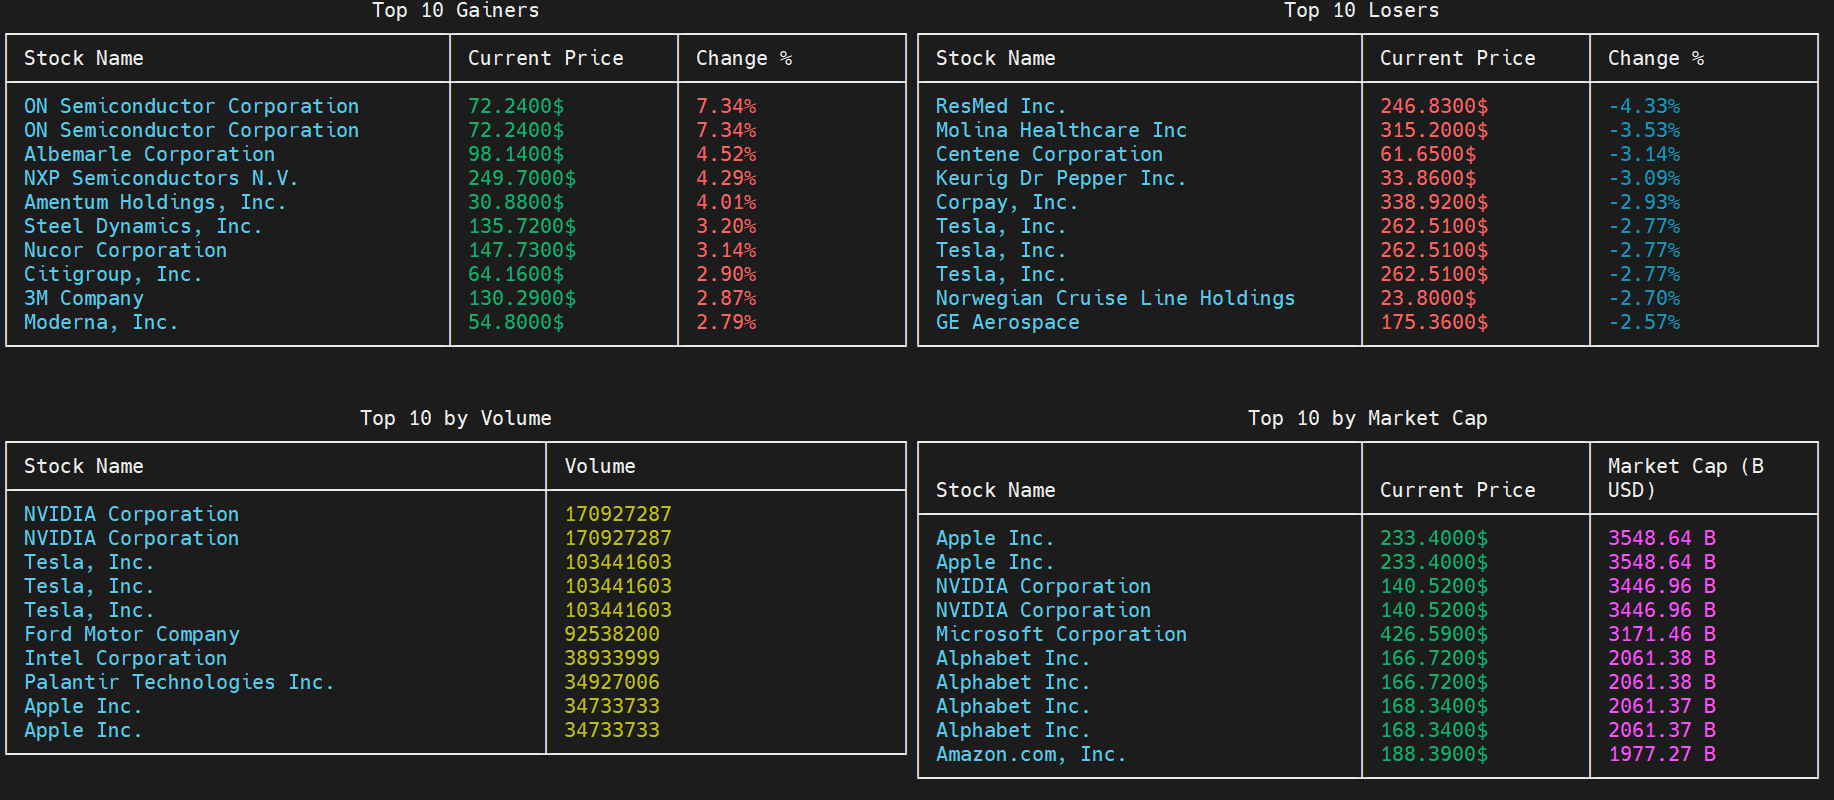 Top 10 Gainers
Stock Name Current Price Change %
ON Semiconductor Corporation 72.2400$ 7.34%
ON Semiconductor Corporation 72.2400$ 7.34%
Albemarle Corporation 98.1400$ 4.52%
NXP Semiconductors N.V. 249.7000$ 4.29%
Amentum Holdings, Inc. 30.8800$ 4.01%
Steel Dynamics, Inc. 135.7200$ 3.20%
Nucor Corporation 147.7300$ 3.14%
Citigroup, Inc. 64.1600$ 2.90%
3M Company 130.2900$ 2.87%
Moderna, Inc. 54.8000$ 2.79%
Top 10 Losers
Stock Name Current Price Change %
ResMed Inc. 246.8300$ -4.33%
Molina Healthcare Inc 315.2000$ -3.53%
Centene Corporation 61.6500$ -3.14%
Keurig Dr Pepper Inc. 33.8600$ -3.09%
Corpay, Inc. 338.9200$ -2.93%
Tesla, Inc. 262.5100$ -2.77%
Tesla, Inc. 262.5100$ -2.77%
Tesla, Inc. 262.5100$ -2.77%
Norwegian Cruise Line Holdings 23.8000$ -2.70%
GE Aerospace 175.3600$ -2.57%
Top 10 by Volume
Stock Name Volume
NVIDIA Corporation 170927287
NVIDIA Corporation 170927287
Tesla, Inc. 103441603
Tesla, Inc. 103441603
Tesla, Inc. 103441603
Ford Motor Company 92538200
Intel Corporation 38933999
Palantir Technologies Inc. 34927006
Apple Inc. 34733733
Apple Inc. 34733733
Top 10 by Market Cap
Market Cap (B
Stock Name Current Price USD)
Apple Inc. 233.4000$ 3548.64 B
Apple Inc. 233.4000$ 3548.64 B
NVIDIA Corporation 140.5200$ 3446.96 B
NVIDIA Corporation 140.5200$ 3446.96 B
Microsoft Corporation 426.5900$ 3171.46 B
Alphabet Inc. 166.7200$ 2061.38 B
Alphabet Inc. 166.7200$ 2061.38 B
Alphabet Inc. 168.3400$ 2061.37 B
Alphabet Inc. 168.3400$ 2061.37 B
Amazon.com, Inc. 188.3900$ 1977.27 B